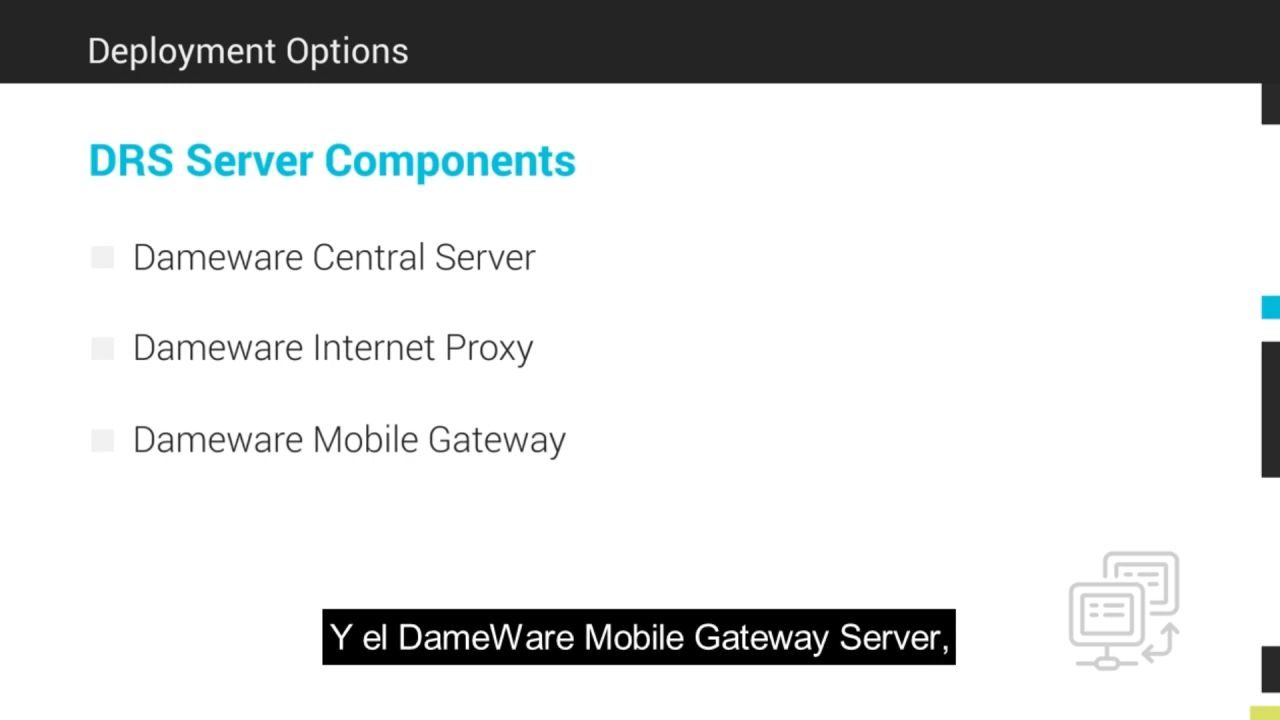 Deployment Options
DRS Server Components
Dameware Central Server
Dameware Internet Proxy
Dameware Mobile Gateway
Y el DameWare Mobile Gateway Server,